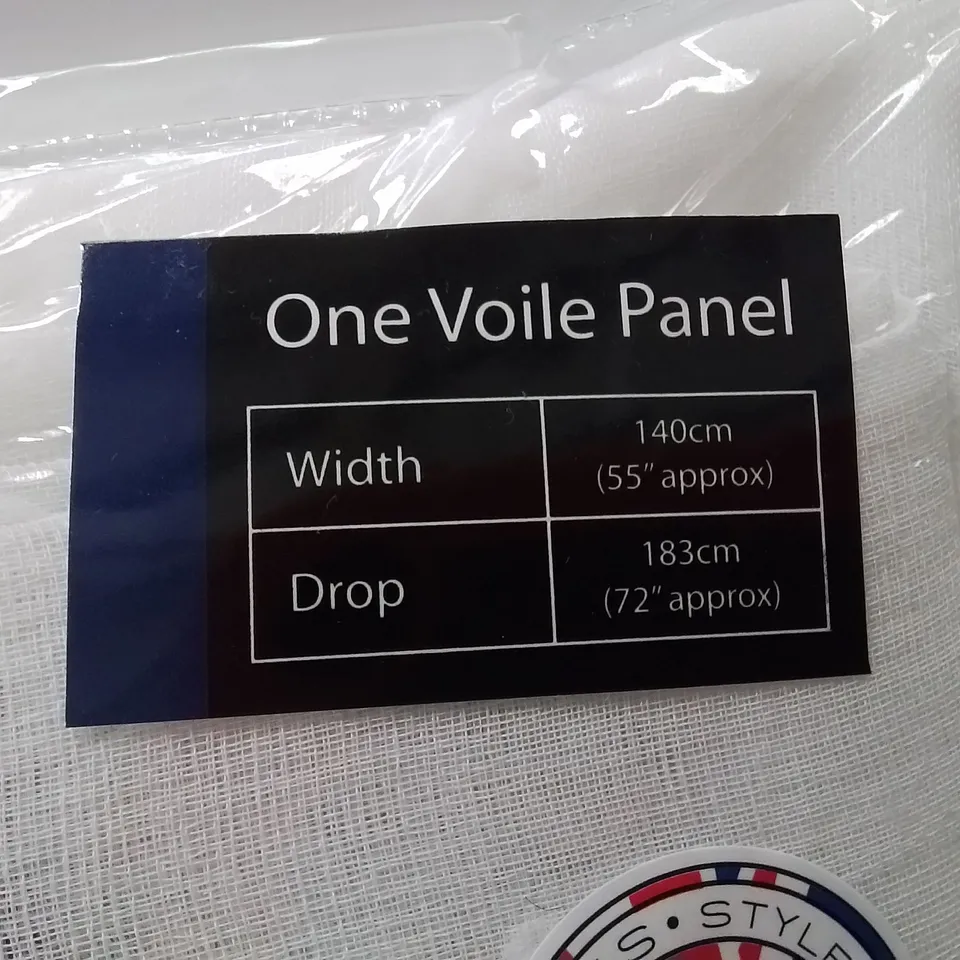 One Voile Panel
Width
140cm
(55" approx)
Drop
183cm
(72" approx)
STYLE